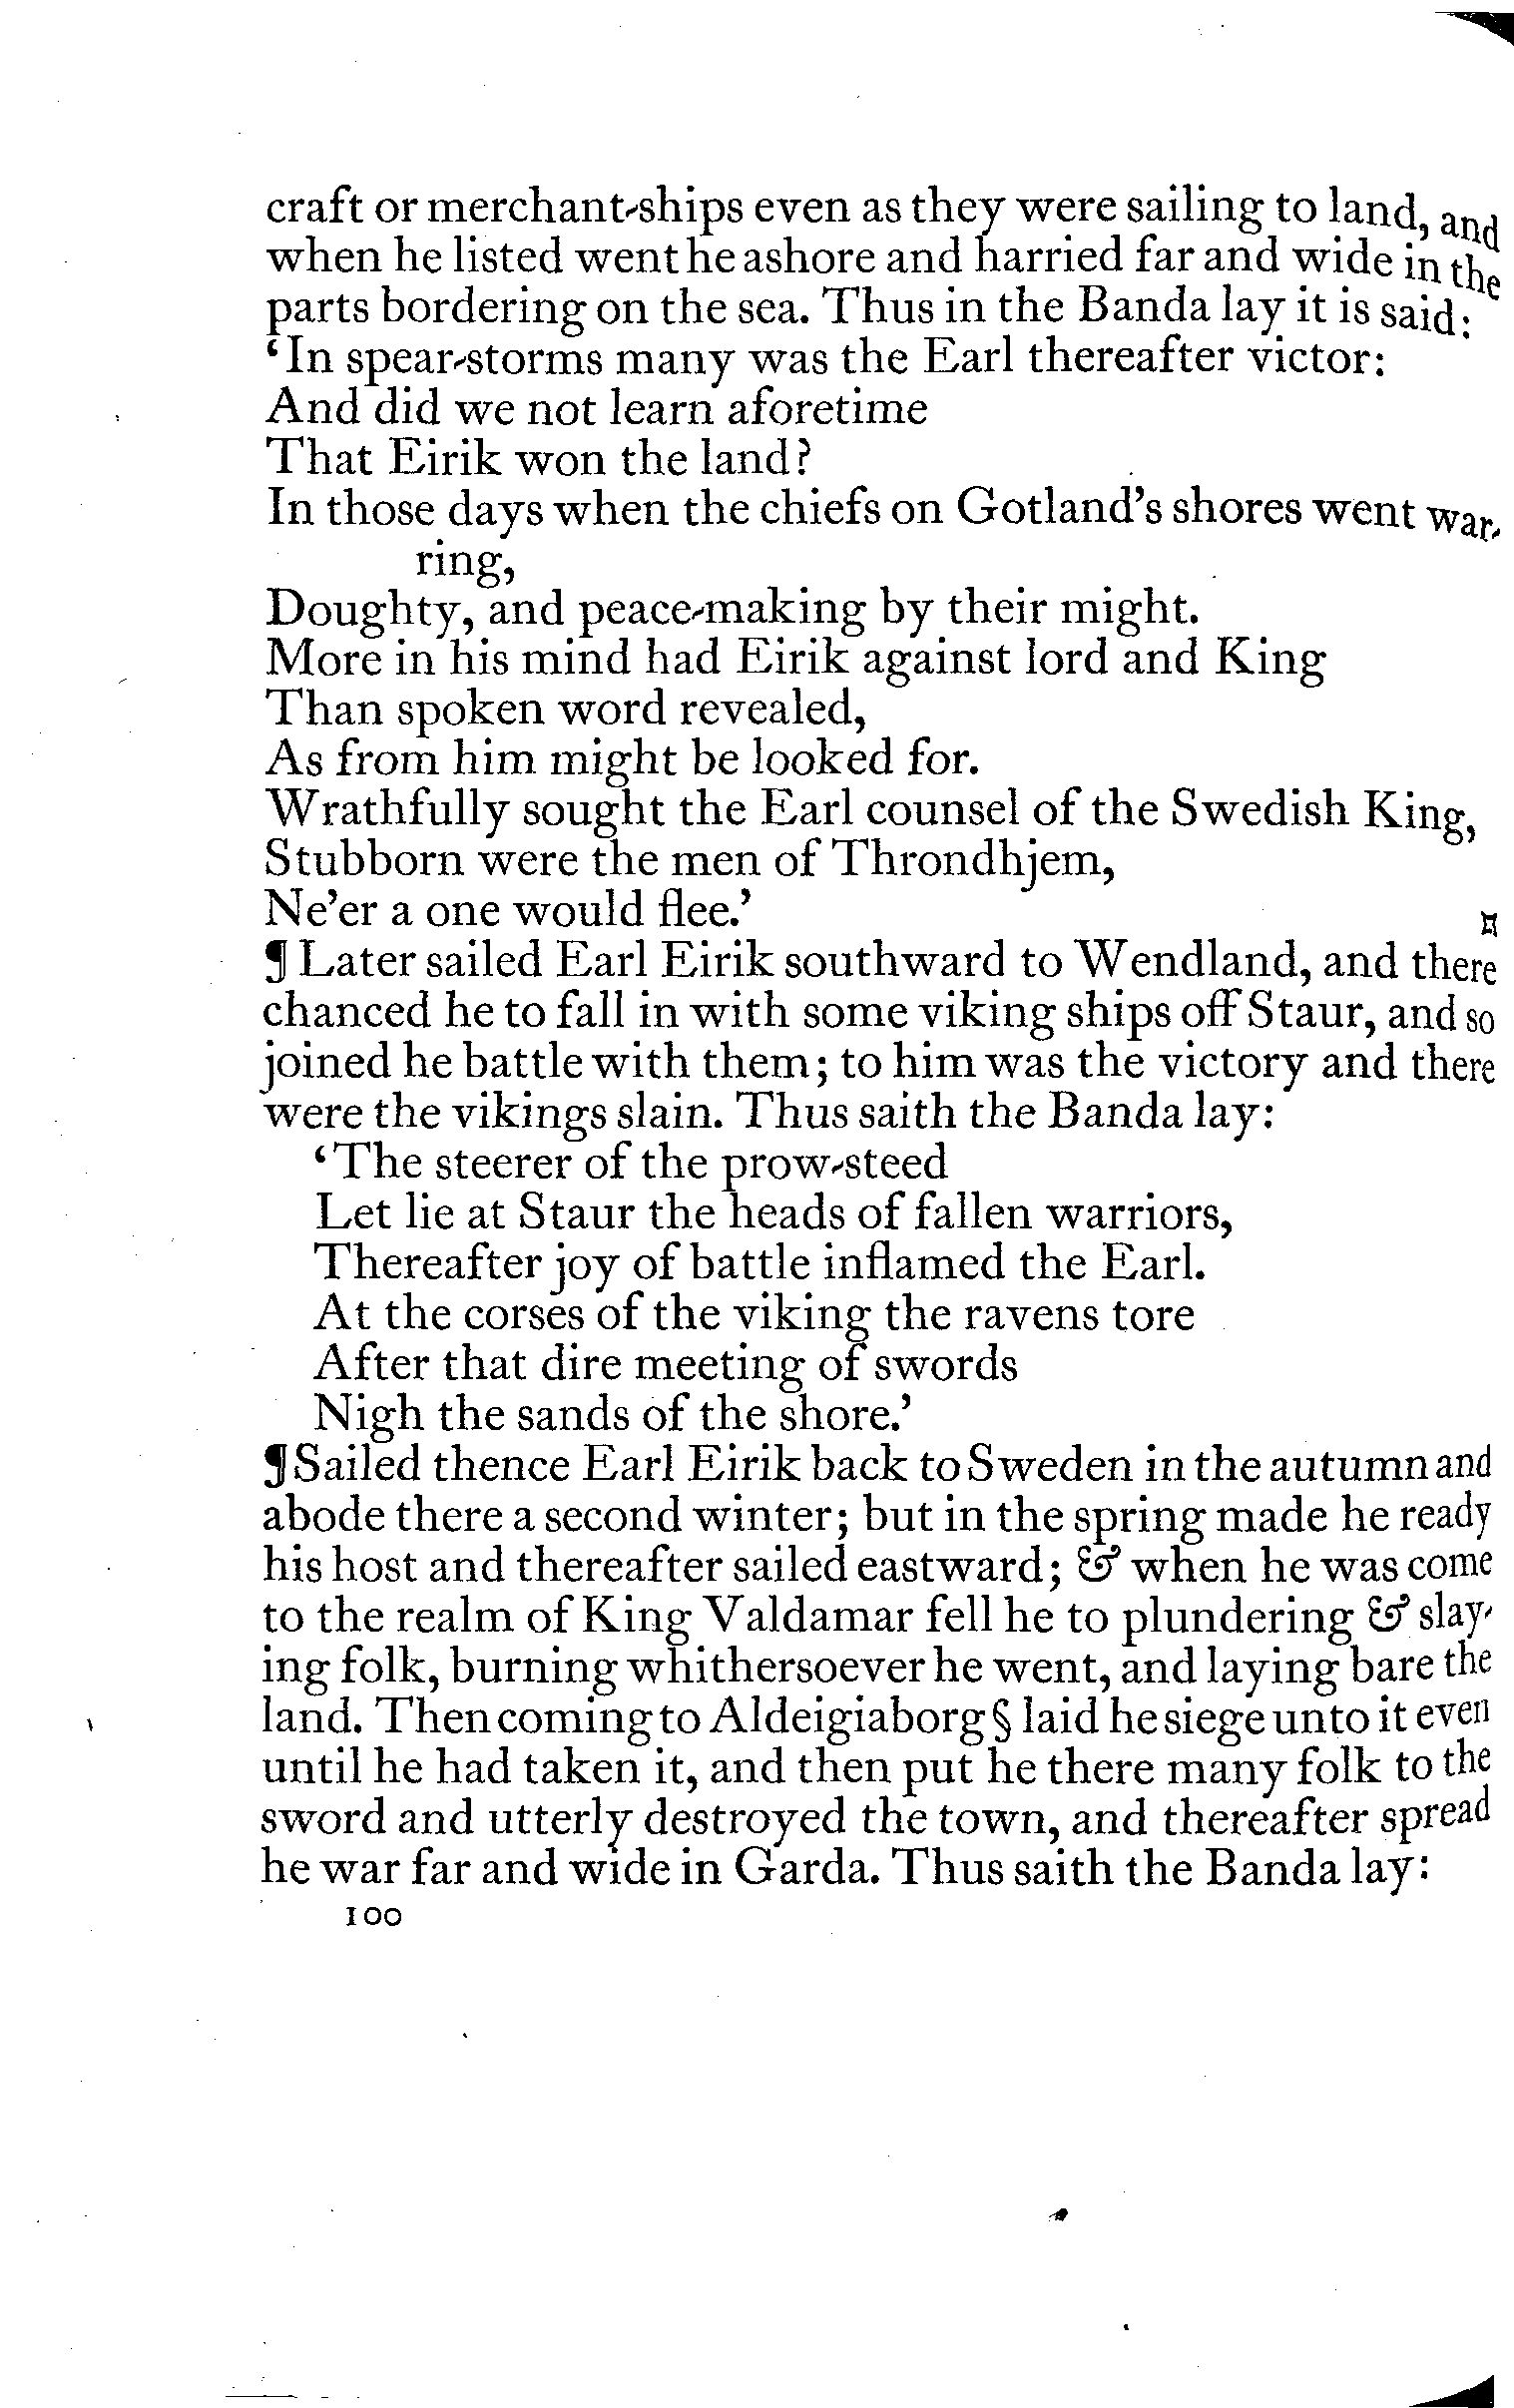 craft or merchant-ships even as they were sailing to land, and
when he listed went he ashore and harried far and wide in the
parts bordering on the sea. Thus in the Banda lay it is said:
‘In spear-storms many was the Earl thereafter victor:
And did we not learn aforetime
That Eirik won the land?
In those days when the chiefs on Gotland’s shores went war-
ring,
Doughty, and peace-making by their might.
More in his mind had Eirik against lord and King
Than spoken word revealed,
As from him might be looked for.
Wrathfully sought the Earl counsel of the Swedish King,
Stubborn were the men of Throndhjem,
Ne’er a one would flee.’
¶ Later sailed Earl Eirik southward to Wendland, and there
chanced he to fall in with some viking ships off Staur, and so
joined he battle with them; to him was the victory and there
were the vikings slain. Thus saith the Banda lay:
‘The steerer of the prow-steed
Let lie at Staur the heads of fallen warriors,
Thereafter joy of battle inflamed the Earl.
At the corses of the viking the ravens tore
After that dire meeting of swords
Nigh the sands of the shore.’
¶ Sailed thence Earl Eirik back to Sweden in the autumn and
abode there a second winter; but in the spring made he ready
his host and thereafter sailed eastward; & when he was come
to the realm of King Valdamar fell he to plundering & slay-
ing folk, burning whithersoever he went, and laying bare the
land. Then coming to Aldeigiaborg § laid he siege unto it even
until he had taken it, and then put he there many folk to the
sword and utterly destroyed the town, and thereafter spread
he war far and wide in Garda. Thus saith the Banda lay:
100